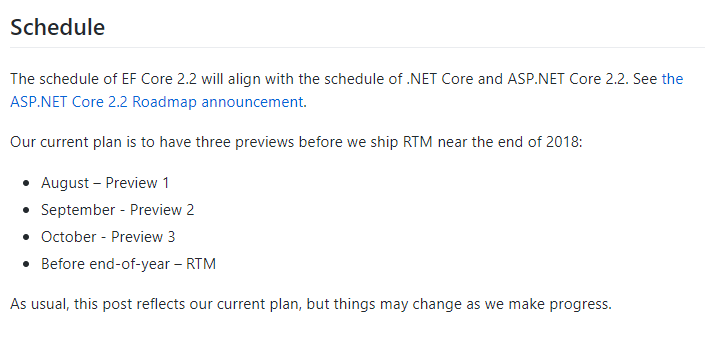 Schedule
The schedule of EF Core 2.2 will align with the schedule of .NET Core and ASP.NET Core 2.2. See the
ASP.NET Core 2.2 Roadmap announcement.
Our current plan is to have three previews before we ship RTM near the end of 2018:
• August – Preview 1
• September - Preview 2
• October - Preview 3
• Before end-of-year – RTM
As usual, this post reflects our current plan, but things may change as we make progress.